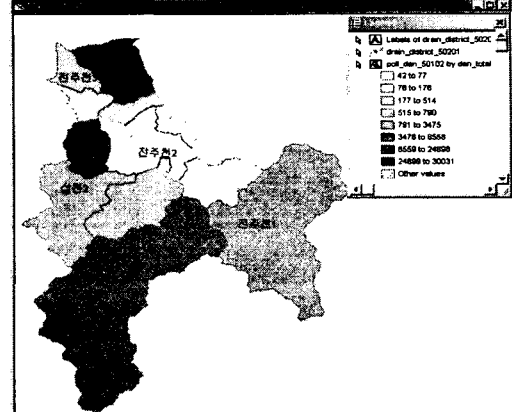 전주천3
전주천2
삼천2
전주천1
Labels of drain_district_5020
drain_district_50201
poll_den_50102 by den_total
42 to 77
78 to 176
177 to 514
515 to 790
791 to 3475
3476 to 8558
8559 to 24898
24898 to 30031
Other values